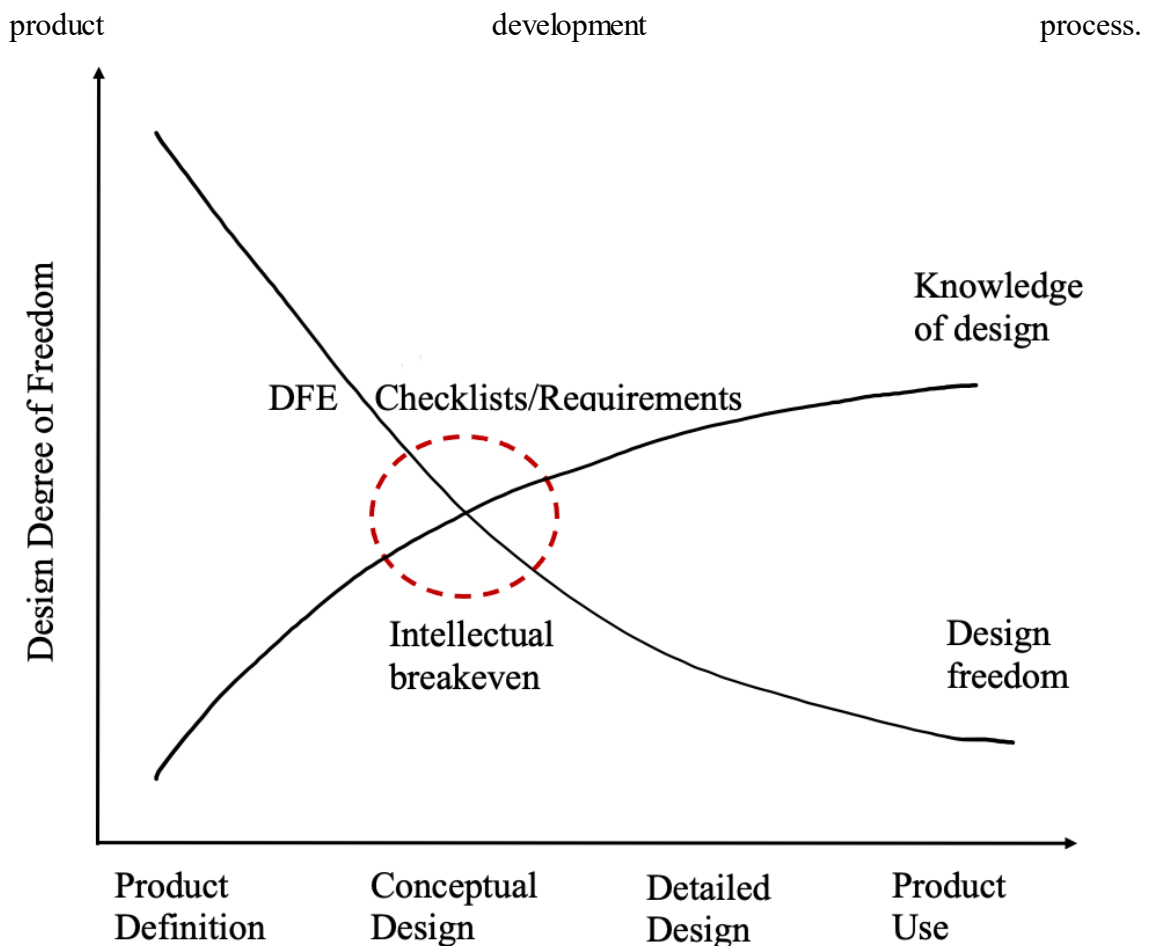 product development process.
Design Degree of Freedom
Knowledge
of design
DFE Checklists/Requirements
Intellectual
breakeven
Design
freedom
Product
Definition
Conceptual
Design
Detailed
Design
Product
Use